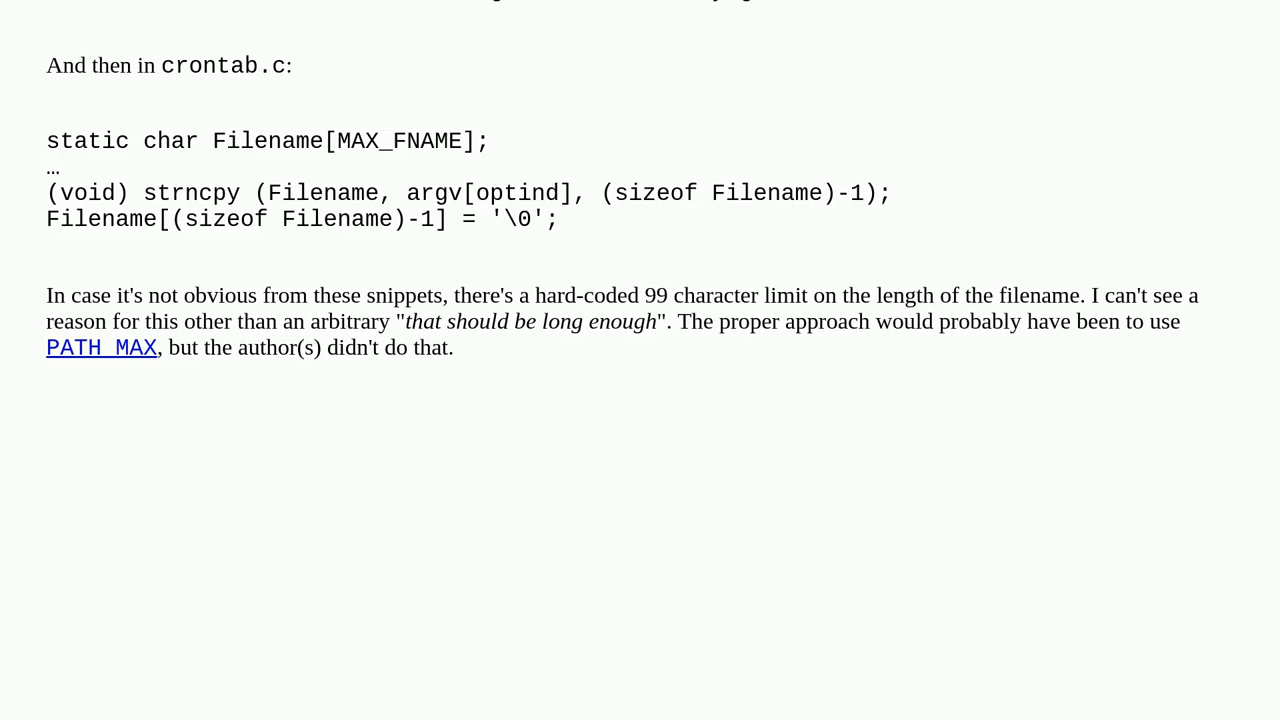 And then in crontab.c:
static char Filename[MAX_FNAME];
…
(void) strncpy (Filename, argv[optind], (sizeof Filename)-1);
Filename[(sizeof Filename)-1] = '\0';
In case it's not obvious from these snippets, there's a hard-coded 99 character limit on the length of the filename. I can't see a
reason for this other than an arbitrary "that should be long enough". The proper approach would probably have been to use
PATH_MAX, but the author(s) didn't do that.